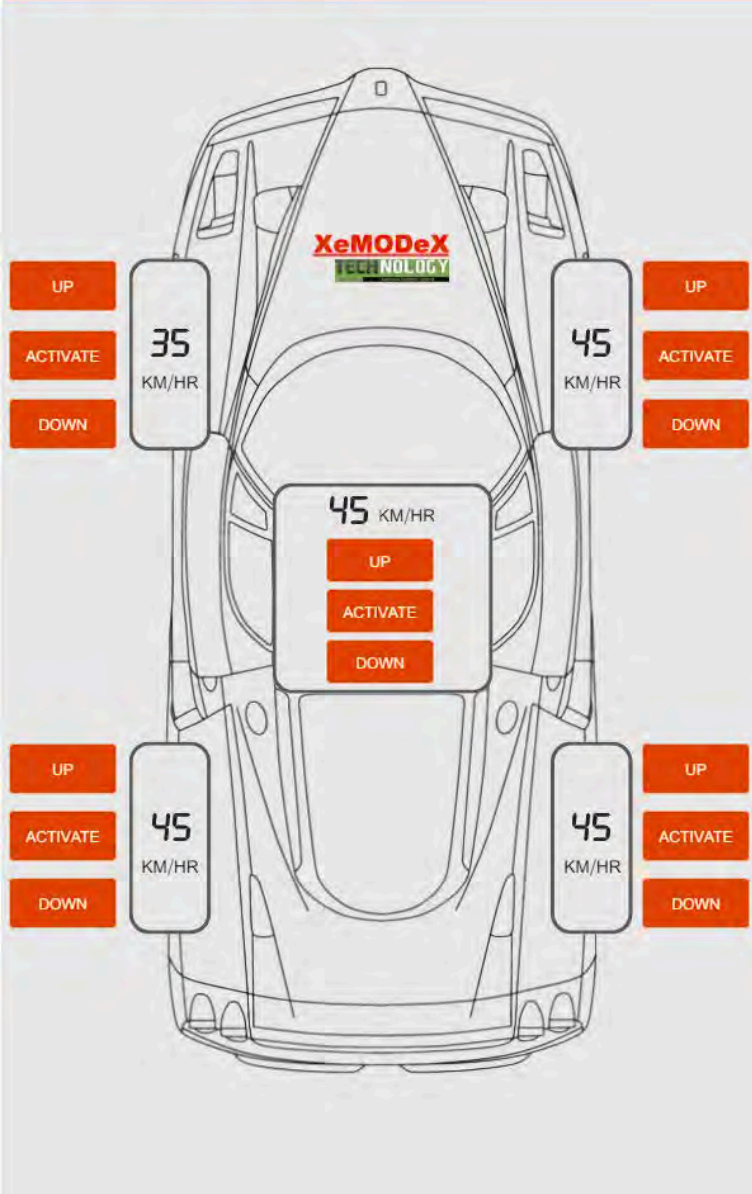 XeMODeX
TECHNOLOGY
UP
ACTIVATE
DOWN
35
KM/HR
45
KM/HR
UP
ACTIVATE
DOWN
45 KM/HR
UP
ACTIVATE
DOWN
UP
ACTIVATE
DOWN
45
KM/HR
45
KM/HR
UP
ACTIVATE
DOWN